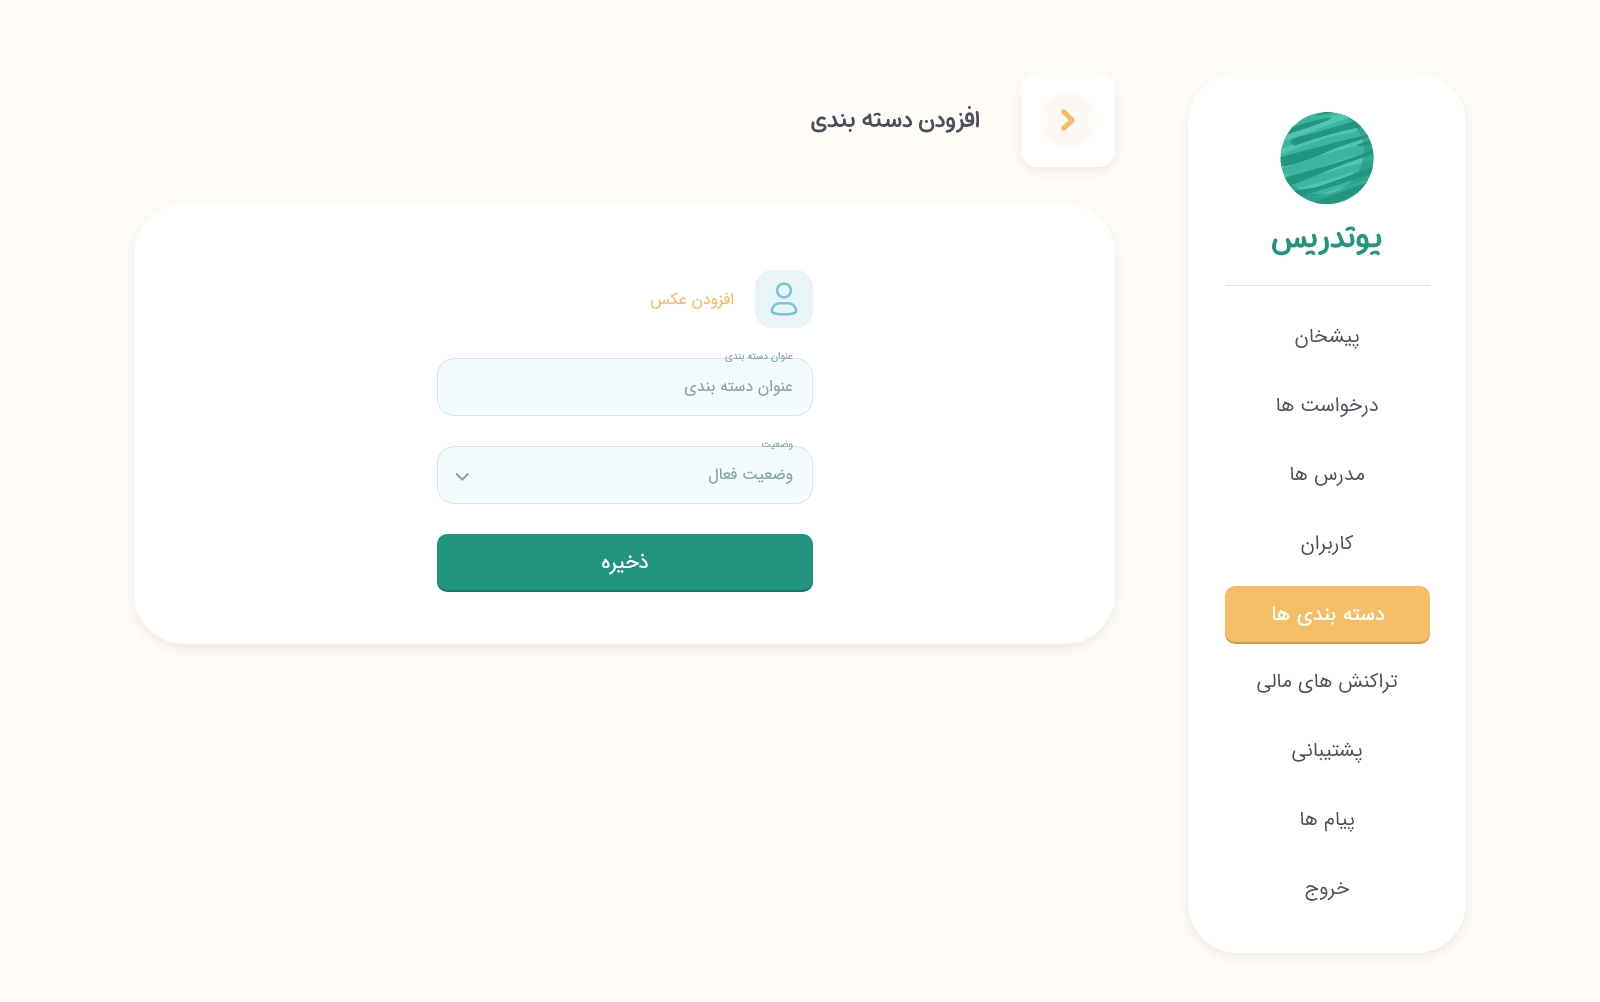 یوتدریس
پیشخان
درخواست ها
مدرس ها
کاربران
دسته بندی ها
تراکنش های مالی
پشتیبانی
پیام ها
خروج
افزودن دسته بندی
افزودن عکس
عنوان دسته بندی
عنوان دسته بندی
وضعیت
وضعیت فعال
ذخیره